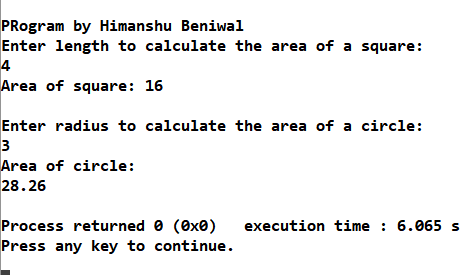 PRogram by Himanshu Beniwal
Enter length to calculate the area of a square:
4
Area of square: 16
Enter radius to calculate the area of a circle:
3
Area of circle:
28.26
Process returned 0 (0x0)   execution time : 6.065 s
Press any key to continue.